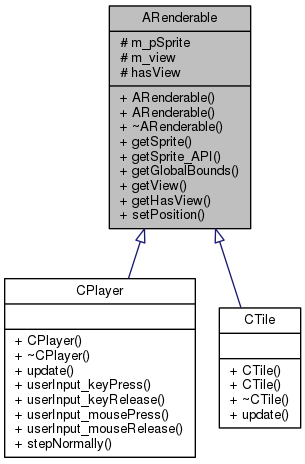 ARenderable
# m_pSprite
# m_view
# hasView
+ ARenderable()
+ ARenderable()
+ ~ARenderable()
+ getSprite()
+ getSprite_API()
+ getGlobalBounds()
+ getView()
+ getHasView()
+ setPosition()
CPlayer
+ CPlayer()
+ ~CPlayer()
+ update()
+ userInput_keyPress()
+ userInput_keyRelease()
+ userInput_mousePress()
+ userInput_mouseRelease()
+ stepNormally()
CTile
+ CTile()
+ CTile()
+ ~CTile()
+ update()